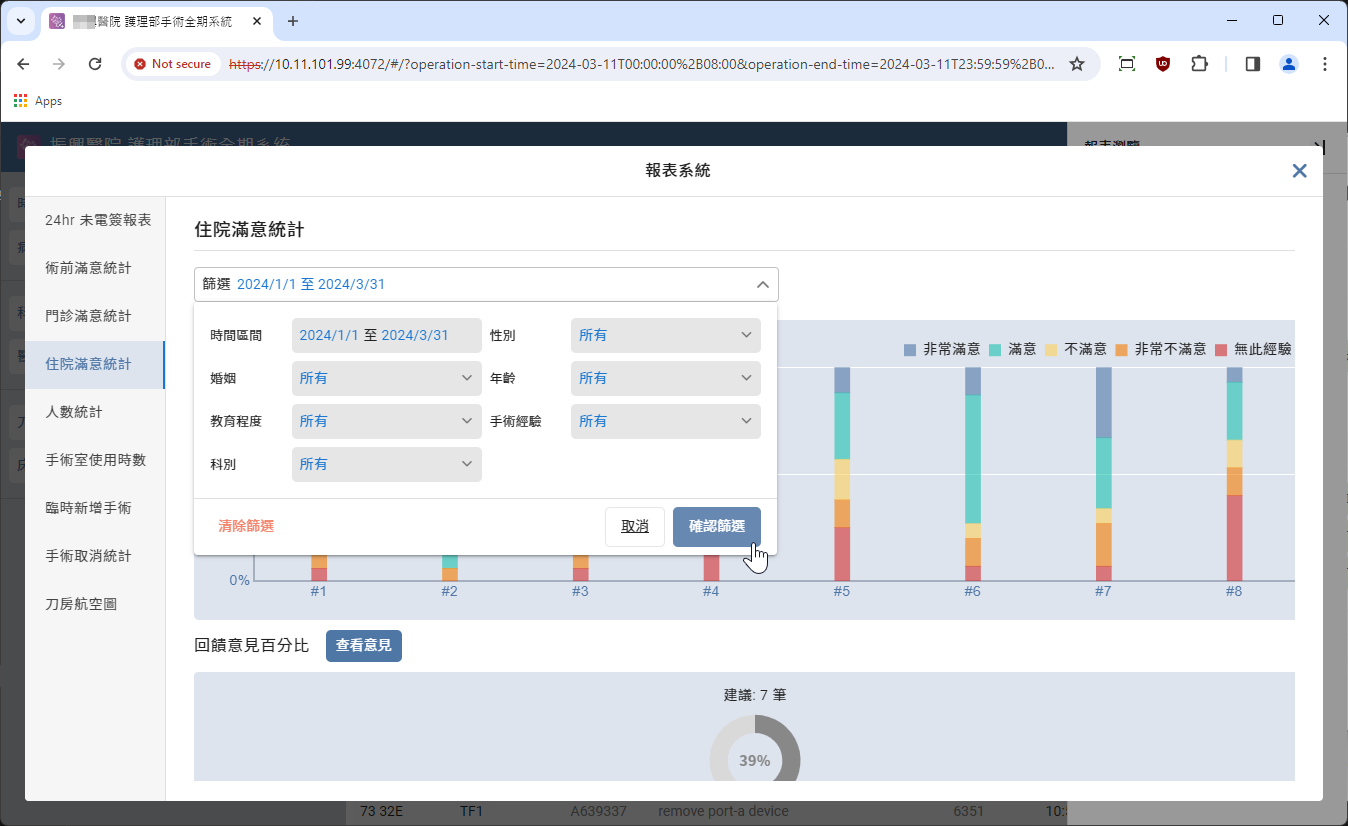 醫院 護理部手術全期系統
Not secure https://10.11.101.99:4072/#/?operation-start-time=2024-03-11T00:00:00%2B08:00&operation-end-time=2024-03-11T23:59:59%2B0...
Apps
報表系統
24hr 未電簽報表
術前滿意統計
門診滿意統計
住院滿意統計
人數統計
手術室使用時數
臨時新增手術
手術取消統計
刀房航空圖
住院滿意統計
篩選 2024/1/1 至 2024/3/31
時間區間 2024/1/1 至 2024/3/31 性別 所有
婚姻 所有 年齡 所有
教育程度 所有 手術經驗 所有
科別 所有
清除篩選 取消 確認篩選
非常滿意 滿意 不滿意 非常不滿意 無此經驗
0%
#1 #2 #3 #4 #5 #6 #7 #8
回饋意見百分比 查看意見
建議: 7 筆
39%
73 32E TF1 A639337 remove port-a device 6351